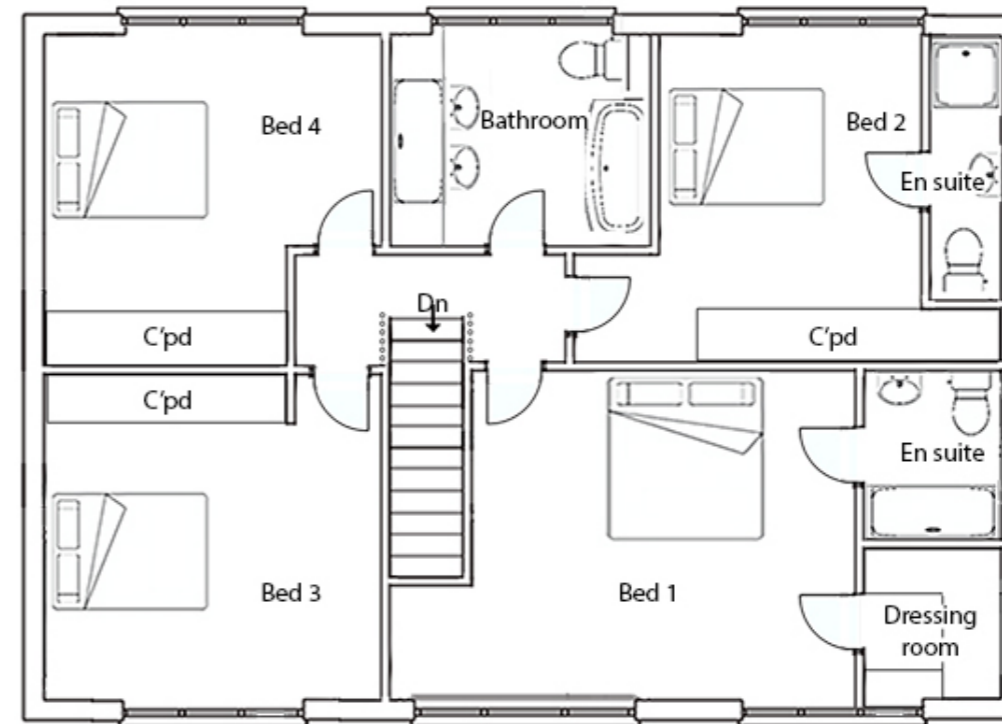 Bed 4
Bathroom
Bed 2
En suite
Dn
C'pd
C'pd
C'pd
En suite
Bed 3
Bed 1
Dressing
room